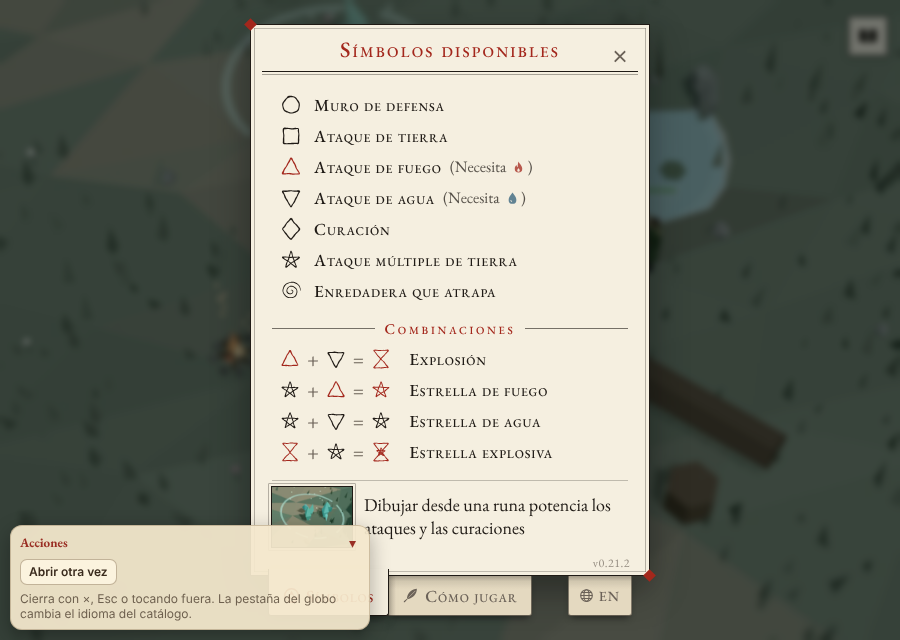 Símbolos disponibles
Muro de defensa
Ataque de tierra
Ataque de fuego (Necesita )
Ataque de agua (Necesita )
Curación
Ataque múltiple de tierra
Enredadera que atrapa
Combinaciones
+ = Explosión
+ = Estrella de fuego
+ = Estrella de agua
+ = Estrella explosiva
Dibujar desde una runa potencia los
ataques y las curaciones
v0.21.2
Acciones
Abrir otra vez
Cierra con ×, Esc o tocando fuera. La pestaña del globo
cambia el idioma del catálogo.
Cómo jugar
EN